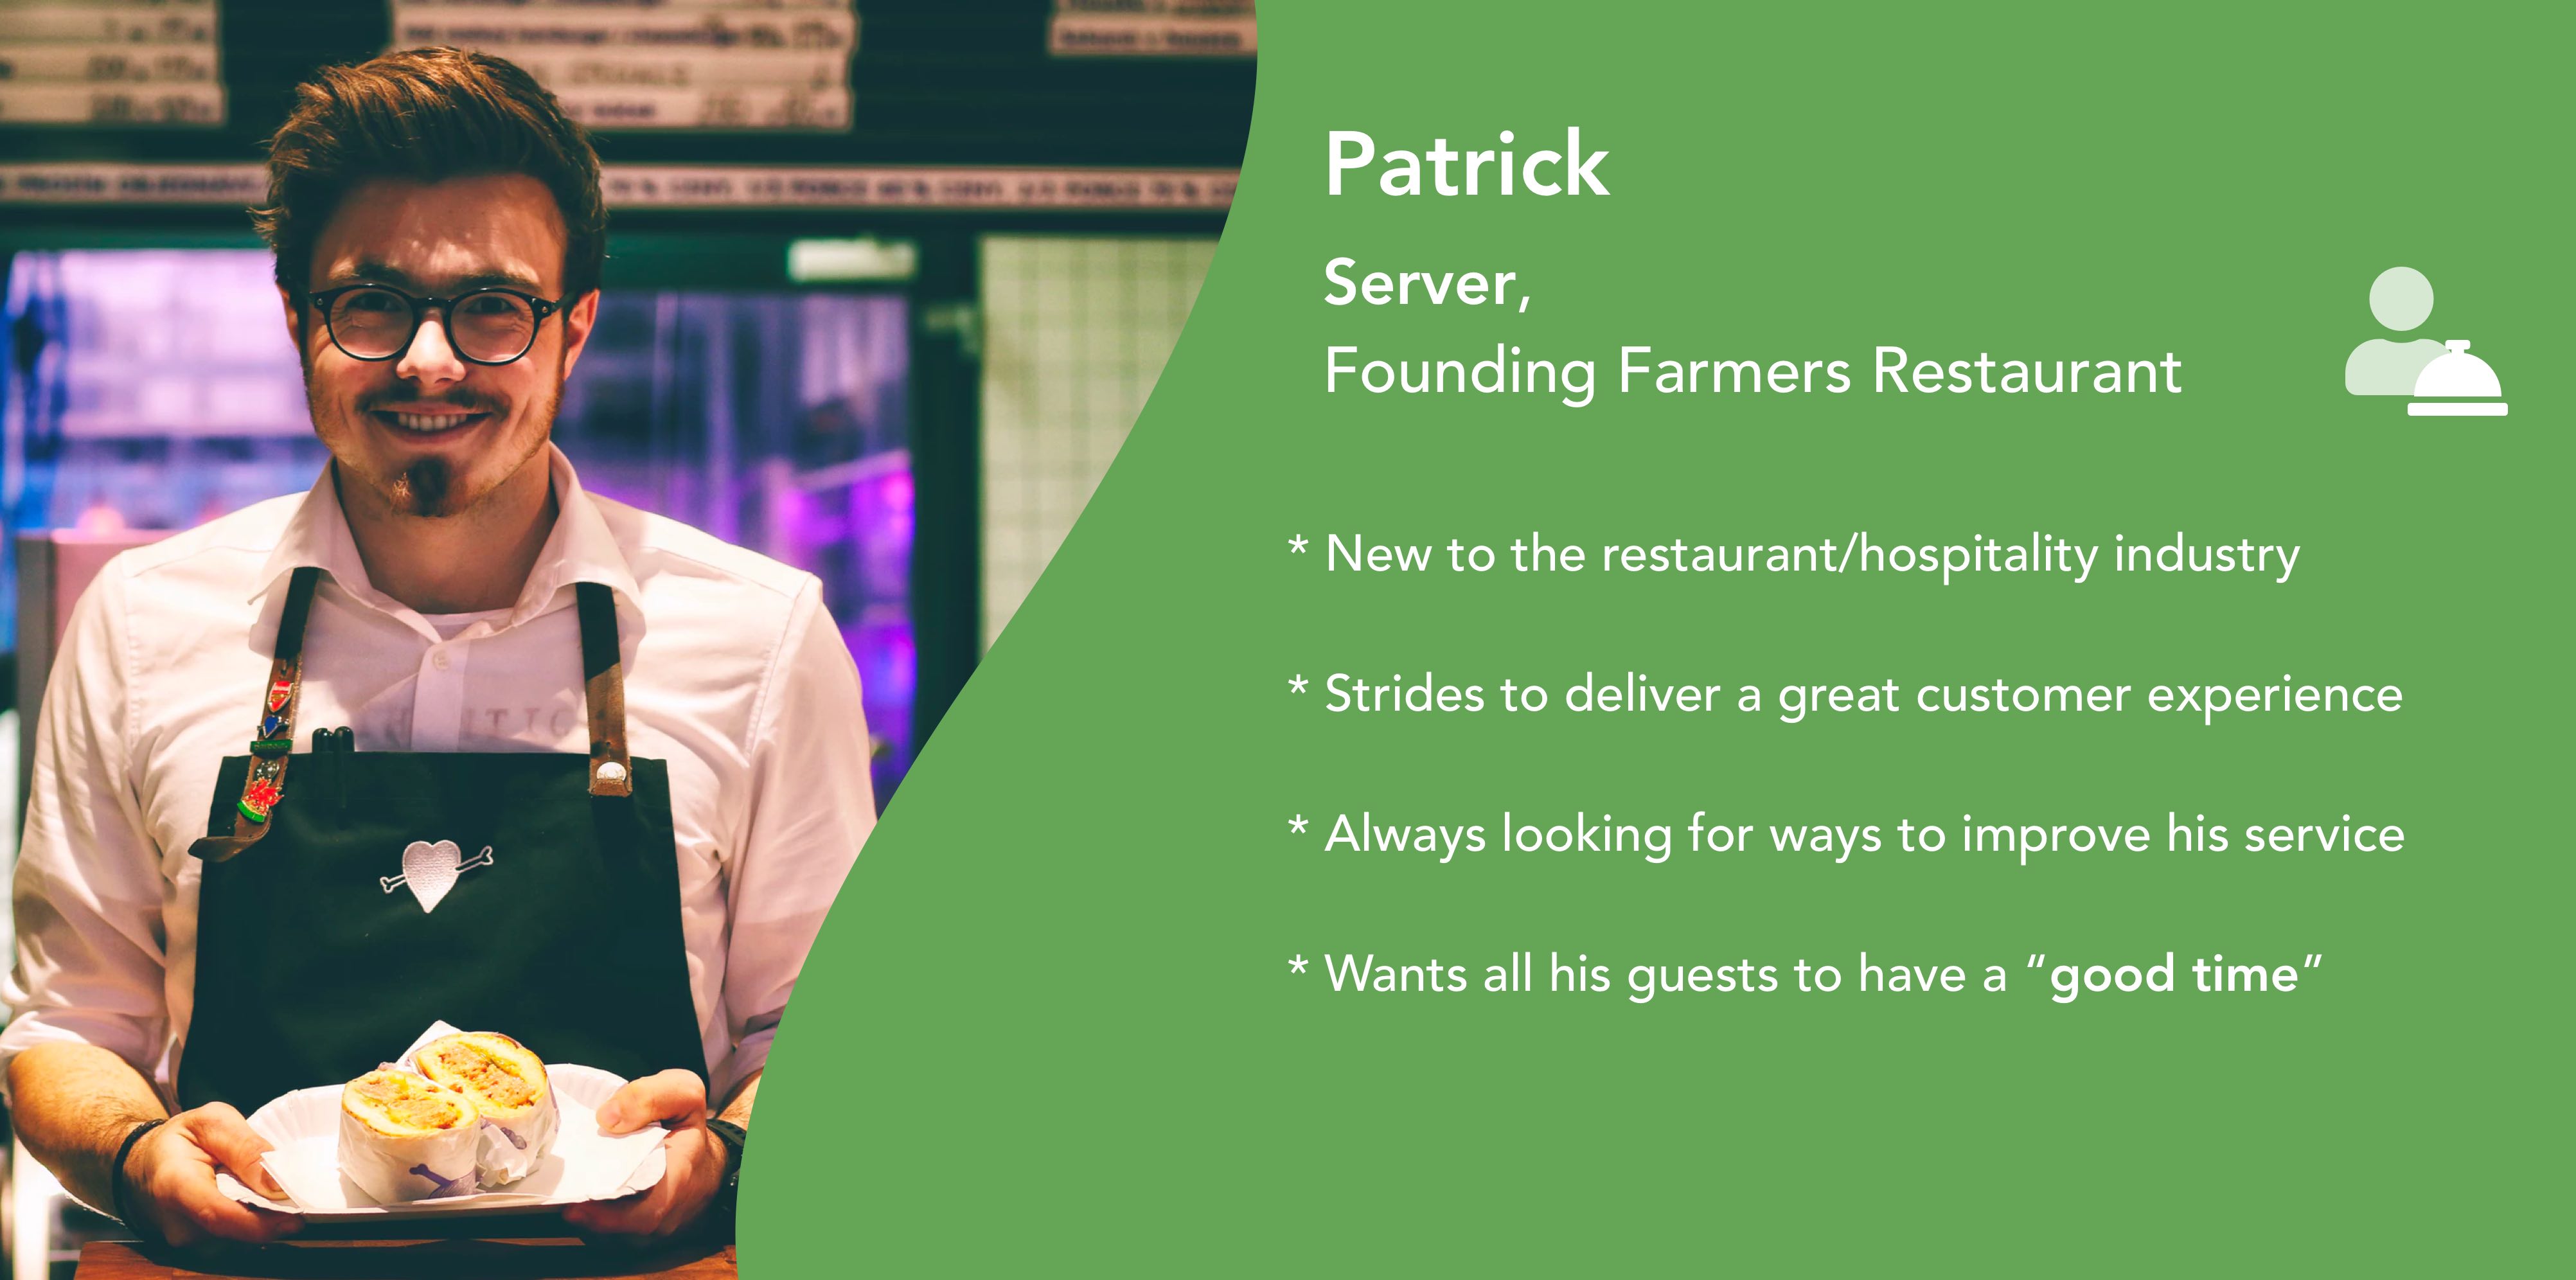 Patrick
Server,
Founding Farmers Restaurant
* New to the restaurant/hospitality industry
* Strides to deliver a great customer experience
* Always looking for ways to improve his service
* Wants all his guests to have a “good time”